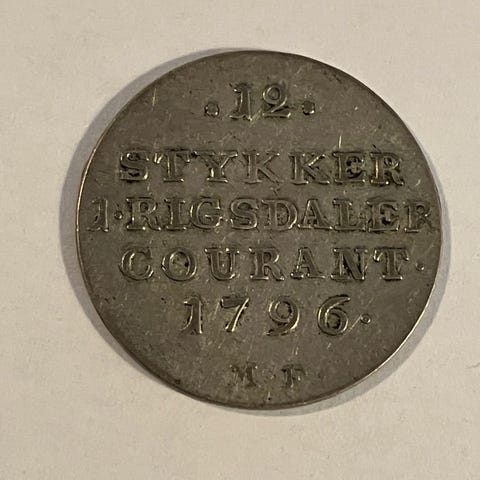 .12.
STYKKER
1·RIGSDALER
COURANT·
1796·
M·F